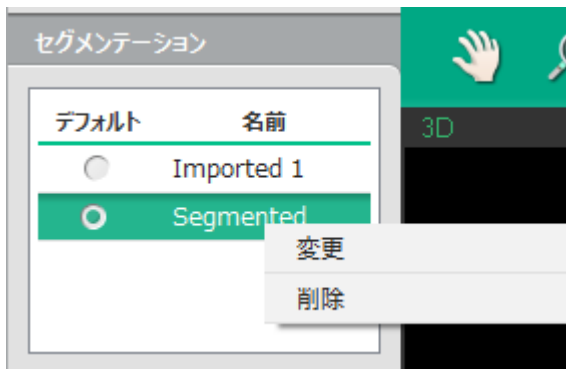 セグメンテーション
デフォルト 名前
3D
Imported 1
Segmented
変更
削除